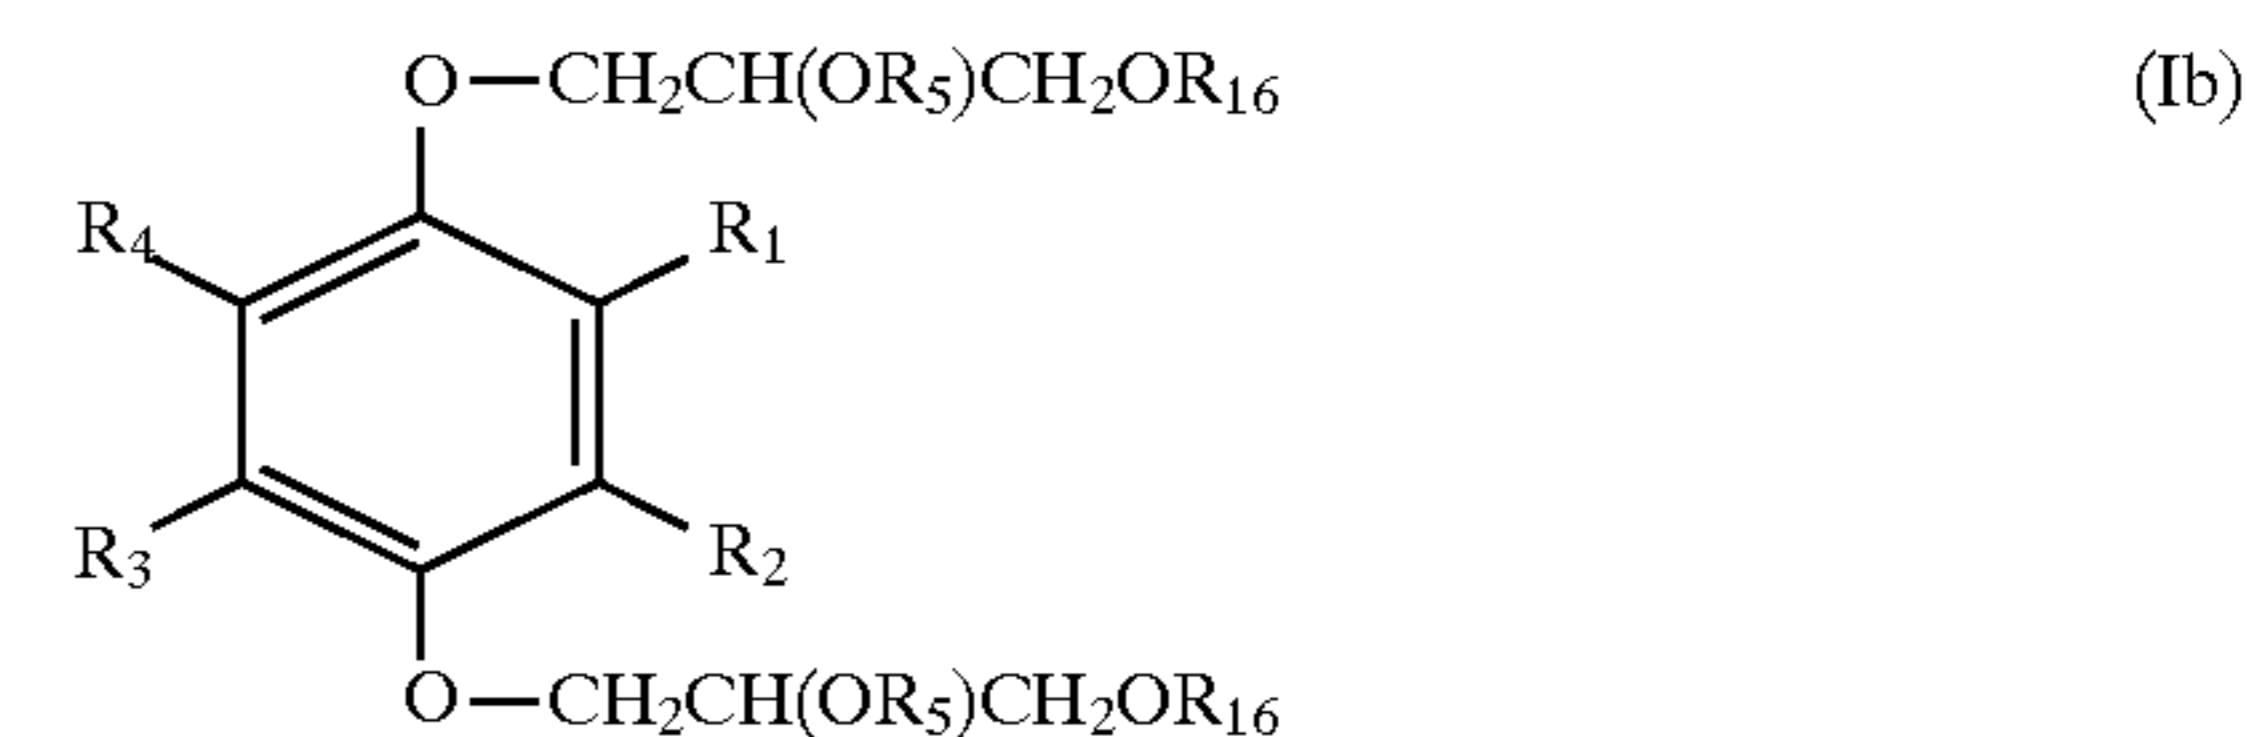 O—CH₂CH(OR₅)CH₂OR₁₆ (Ib)
R₄ R₁
R₃ R₂
O—CH₂CH(OR₅)CH₂OR₁₆